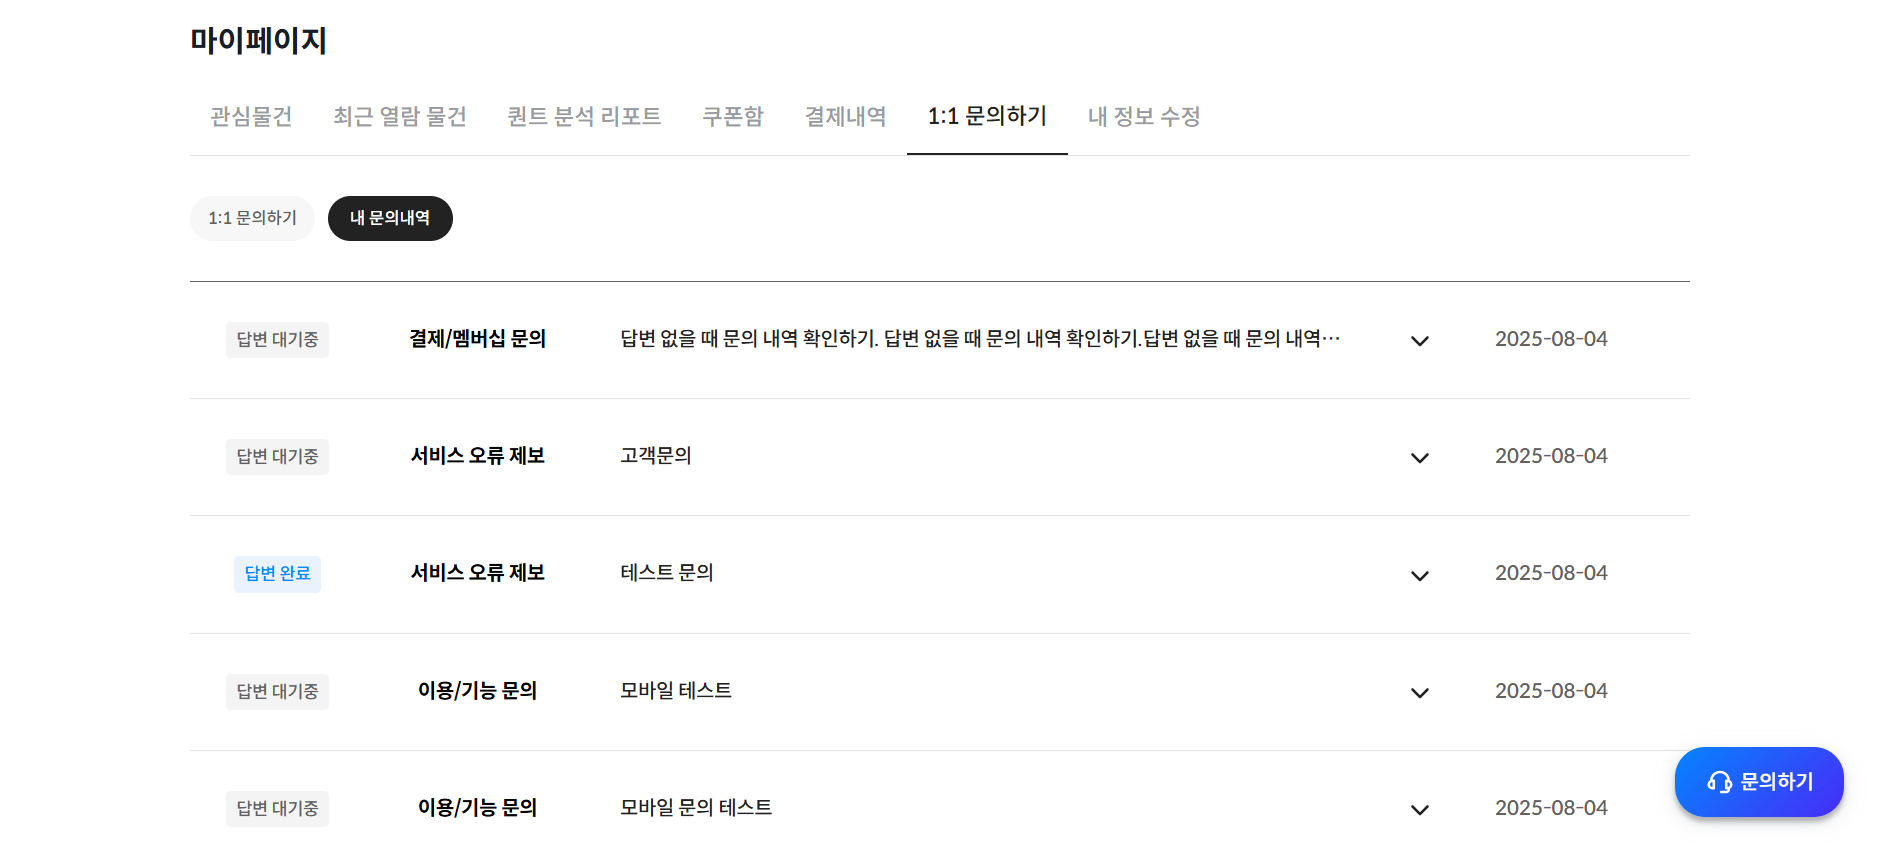 마이페이지
관심물건 최근 열람 물건 퀀트 분석 리포트 쿠폰함 결제내역 1:1 문의하기 내 정보 수정
1:1 문의하기 내 문의내역
답변 대기중 결제/멤버십 문의 답변 없을 때 문의 내역 확인하기. 답변 없을 때 문의 내역 확인하기.답변 없을 때 문의 내역… 2025-08-04
답변 대기중 서비스 오류 제보 고객문의 2025-08-04
답변 완료 서비스 오류 제보 테스트 문의 2025-08-04
답변 대기중 이용/기능 문의 모바일 테스트 2025-08-04
문의하기
답변 대기중 이용/기능 문의 모바일 문의 테스트 2025-08-04